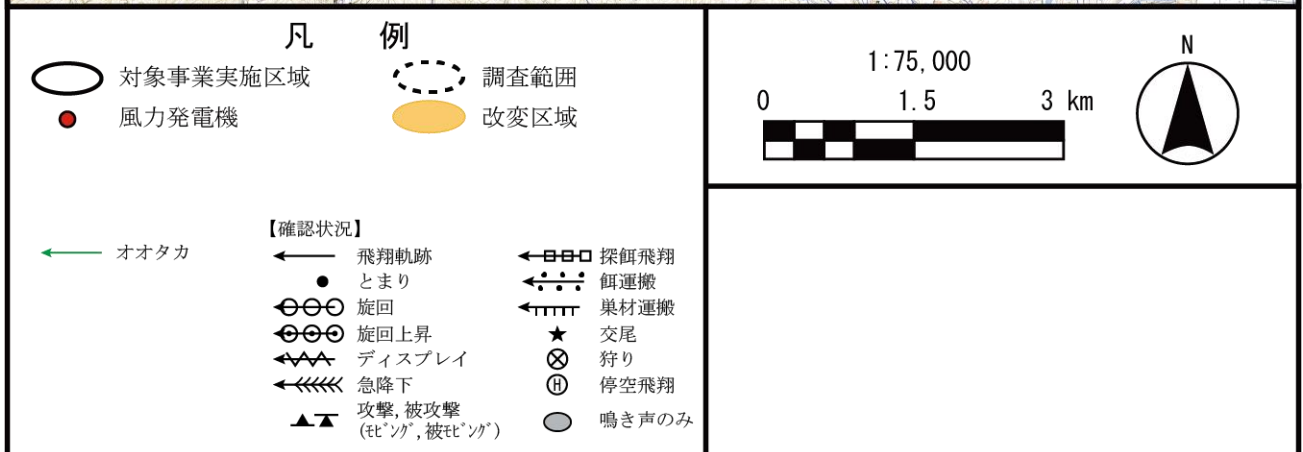 凡 例
対象事業実施区域
調査範囲
風力発電機
改変区域
オオタカ
【確認状況】
飛翔軌跡
とまり
旋回
旋回上昇
ディスプレイ
急降下
攻撃,被攻撃
(ﾓﾋﾞﾝｸﾞ,被ﾓﾋﾞﾝｸﾞ)
探餌飛翔
餌運搬
巣材運搬
交尾
狩り
H
停空飛翔
鳴き声のみ
1:75,000
0 1.5 3 km
N